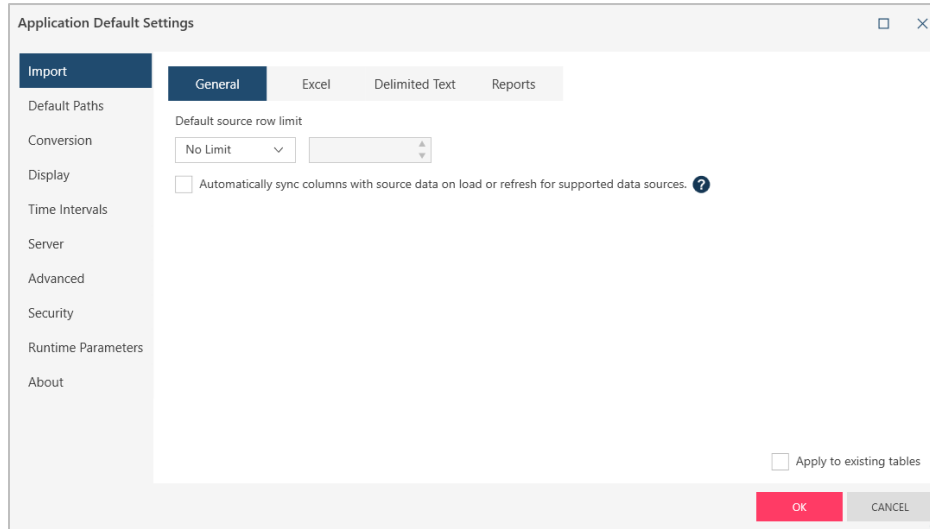 Application Default Settings
Import
Default Paths
Conversion
Display
Time Intervals
Server
Advanced
Security
Runtime Parameters
About
General Excel Delimited Text Reports
Default source row limit
No Limit
Automatically sync columns with source data on load or refresh for supported data sources. ?
Apply to existing tables
OK CANCEL